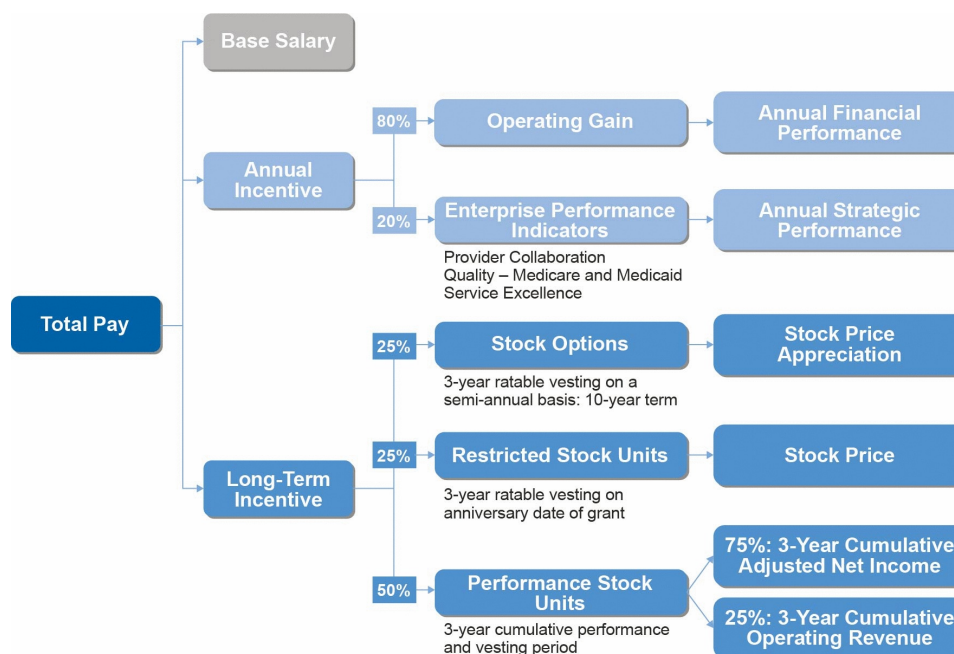 Base Salary
80%
Operating Gain
Annual Financial
Performance
Annual
Incentive
20%
Enterprise Performance
Indicators
Annual Strategic
Performance
Provider Collaboration
Quality – Medicare and Medicaid
Service Excellence
Total Pay
25%
Stock Options
Stock Price
Appreciation
3-year ratable vesting on a
semi-annual basis: 10-year term
25%
Restricted Stock Units
Stock Price
Long-Term
Incentive
3-year ratable vesting on
anniversary date of grant
50%
Performance Stock
Units
75%: 3-Year Cumulative
Adjusted Net Income
25%: 3-Year Cumulative
Operating Revenue
3-year cumulative performance
and vesting period